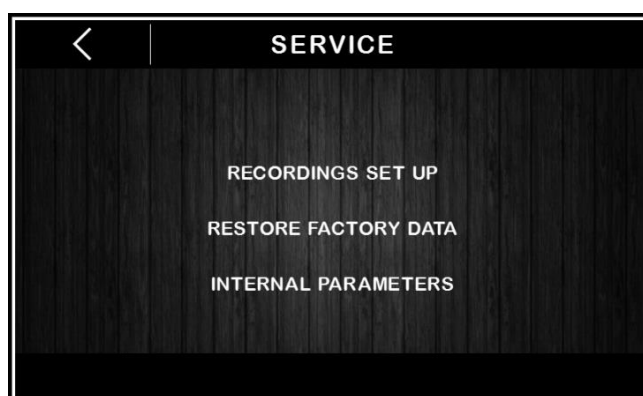 SERVICE
RECORDINGS SET UP
RESTORE FACTORY DATA
INTERNAL PARAMETERS